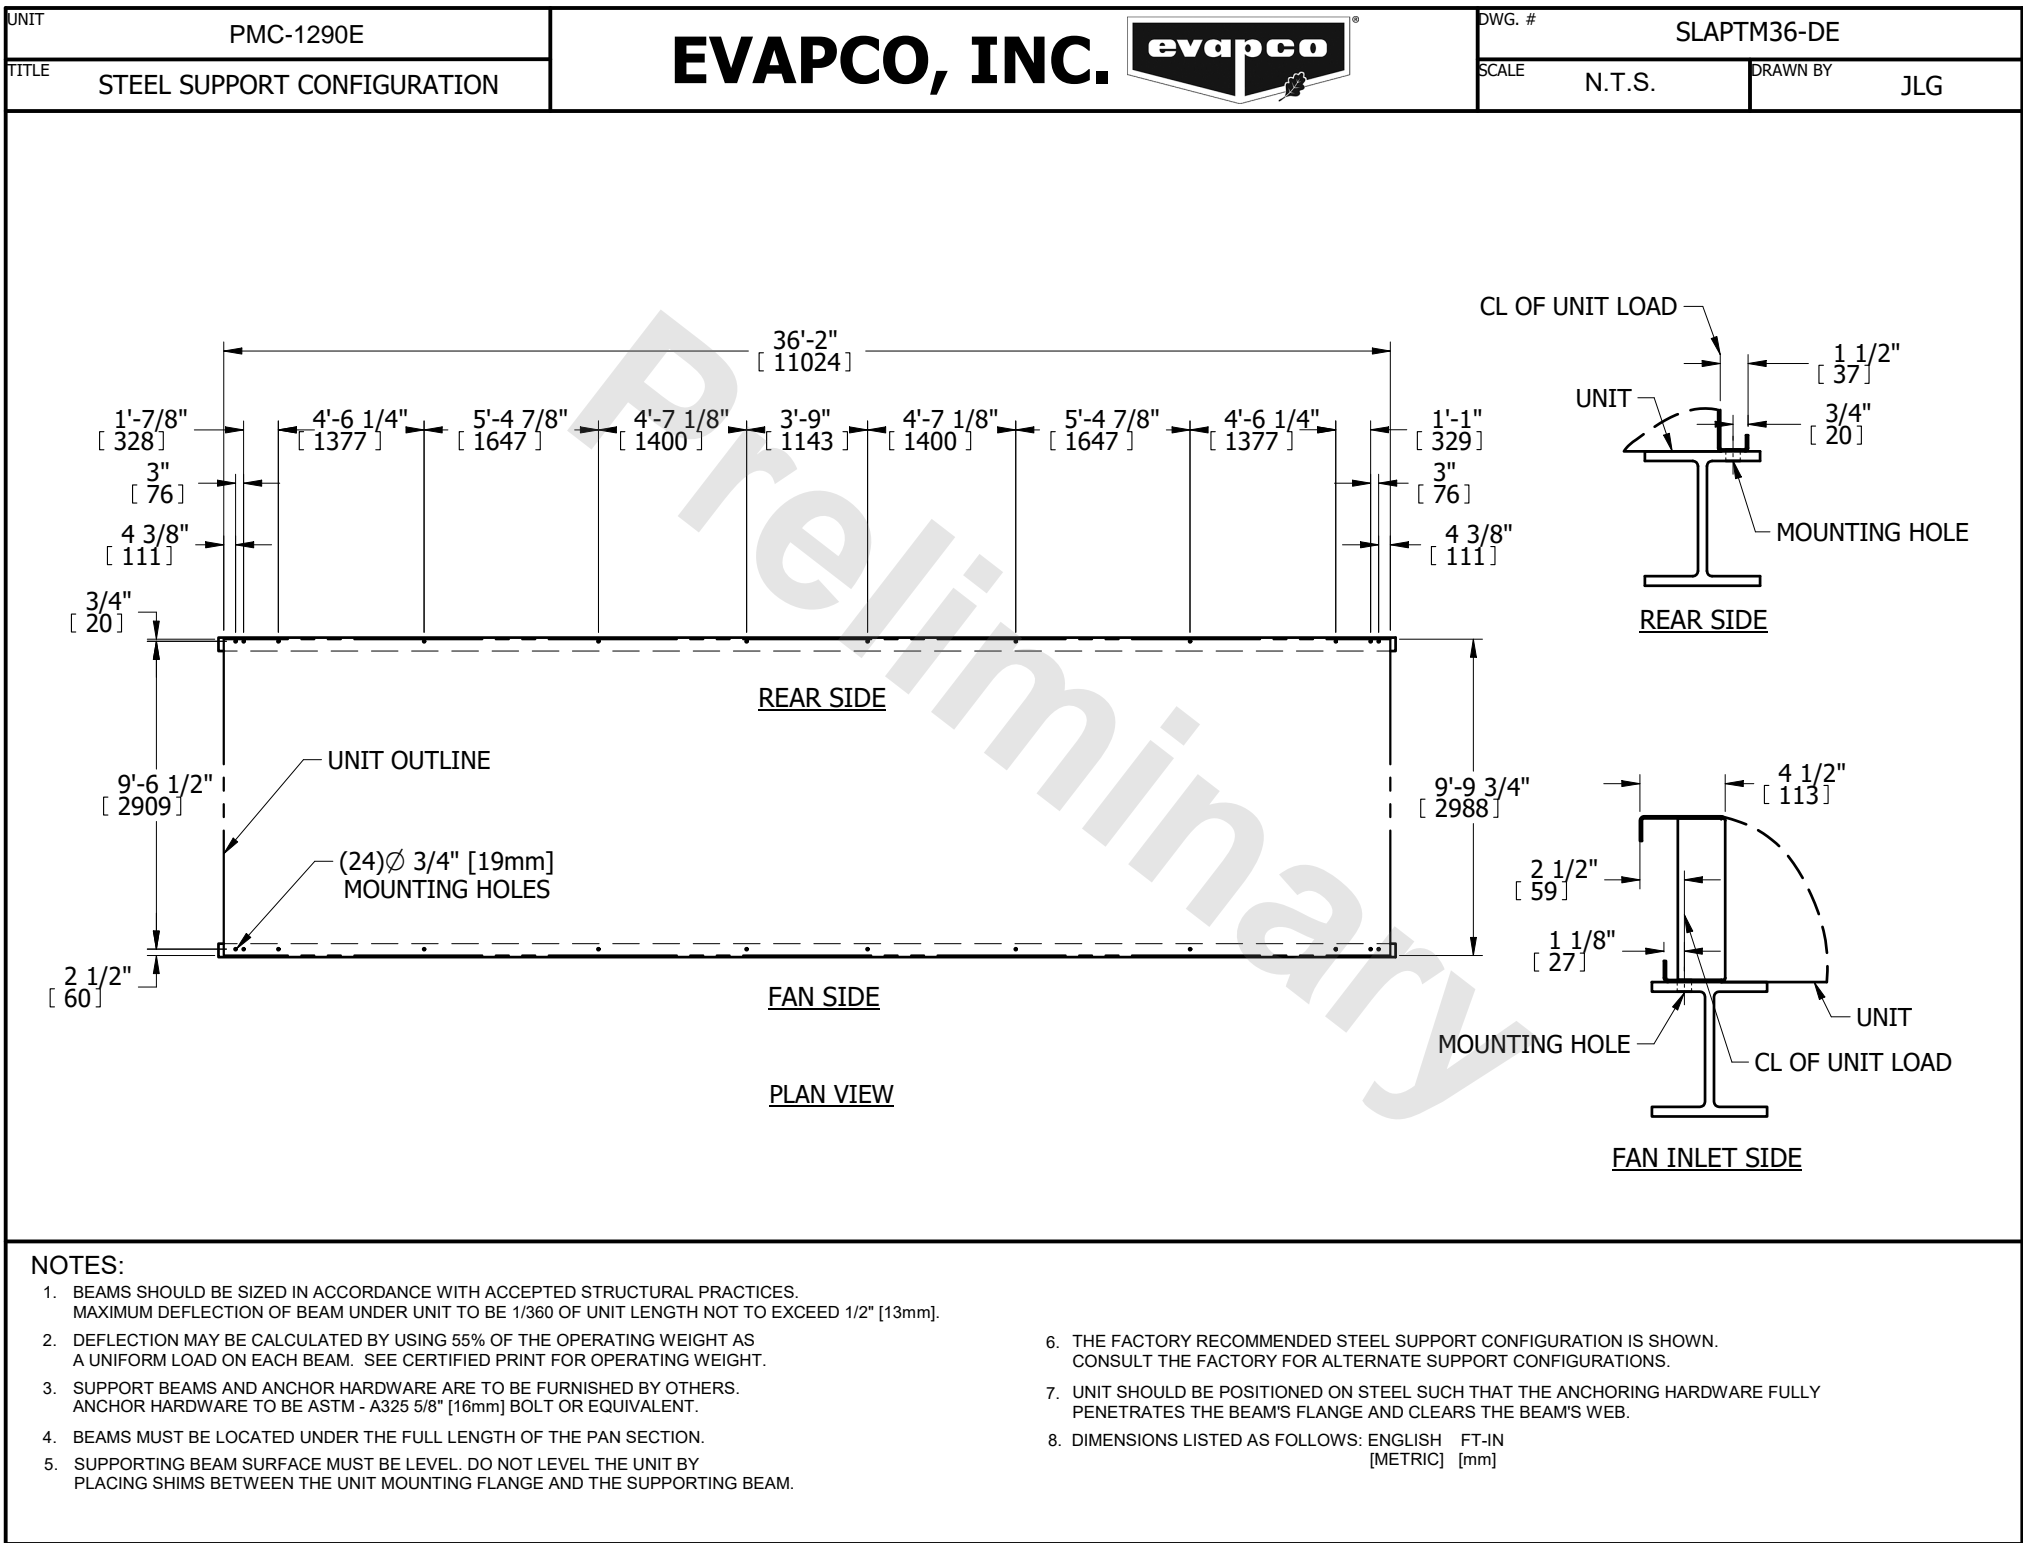 UNIT
PMC-1290E
TITLE
STEEL SUPPORT CONFIGURATION
EVAPCO, INC.
evapco
®
DWG. #
SLAPTM36-DE
SCALE
N.T.S.
DRAWN BY
JLG
Preliminary
36'-2"
[ 11024 ]
1'-7/8"
[ 328 ]
4'-6 1/4"
[ 1377 ]
5'-4 7/8"
[ 1647 ]
4'-7 1/8"
[ 1400 ]
3'-9"
[ 1143 ]
4'-7 1/8"
[ 1400 ]
5'-4 7/8"
[ 1647 ]
4'-6 1/4"
[ 1377 ]
1'-1"
[ 329 ]
3"
[ 76 ]
3"
[ 76 ]
4 3/8"
[ 111 ]
4 3/8"
[ 111 ]
3/4"
[ 20 ]
REAR SIDE
UNIT OUTLINE
9'-6 1/2"
[ 2909 ]
9'-9 3/4"
[ 2988 ]
(24)∅ 3/4" [19mm]
MOUNTING HOLES
2 1/2"
[ 60 ]
FAN SIDE
PLAN VIEW
CL OF UNIT LOAD
1 1/2"
[ 37 ]
UNIT
3/4"
[ 20 ]
MOUNTING HOLE
REAR SIDE
4 1/2"
[ 113 ]
2 1/2"
[ 59 ]
1 1/8"
[ 27 ]
UNIT
MOUNTING HOLE
CL OF UNIT LOAD
FAN INLET SIDE
NOTES:
1. BEAMS SHOULD BE SIZED IN ACCORDANCE WITH ACCEPTED STRUCTURAL PRACTICES.
MAXIMUM DEFLECTION OF BEAM UNDER UNIT TO BE 1/360 OF UNIT LENGTH NOT TO EXCEED 1/2" [13mm].
2. DEFLECTION MAY BE CALCULATED BY USING 55% OF THE OPERATING WEIGHT AS
A UNIFORM LOAD ON EACH BEAM. SEE CERTIFIED PRINT FOR OPERATING WEIGHT.
3. SUPPORT BEAMS AND ANCHOR HARDWARE ARE TO BE FURNISHED BY OTHERS.
ANCHOR HARDWARE TO BE ASTM - A325 5/8" [16mm] BOLT OR EQUIVALENT.
4. BEAMS MUST BE LOCATED UNDER THE FULL LENGTH OF THE PAN SECTION.
5. SUPPORTING BEAM SURFACE MUST BE LEVEL. DO NOT LEVEL THE UNIT BY
PLACING SHIMS BETWEEN THE UNIT MOUNTING FLANGE AND THE SUPPORTING BEAM.
6. THE FACTORY RECOMMENDED STEEL SUPPORT CONFIGURATION IS SHOWN.
CONSULT THE FACTORY FOR ALTERNATE SUPPORT CONFIGURATIONS.
7. UNIT SHOULD BE POSITIONED ON STEEL SUCH THAT THE ANCHORING HARDWARE FULLY
PENETRATES THE BEAM'S FLANGE AND CLEARS THE BEAM'S WEB.
8. DIMENSIONS LISTED AS FOLLOWS: ENGLISH FT-IN
[METRIC] [mm]